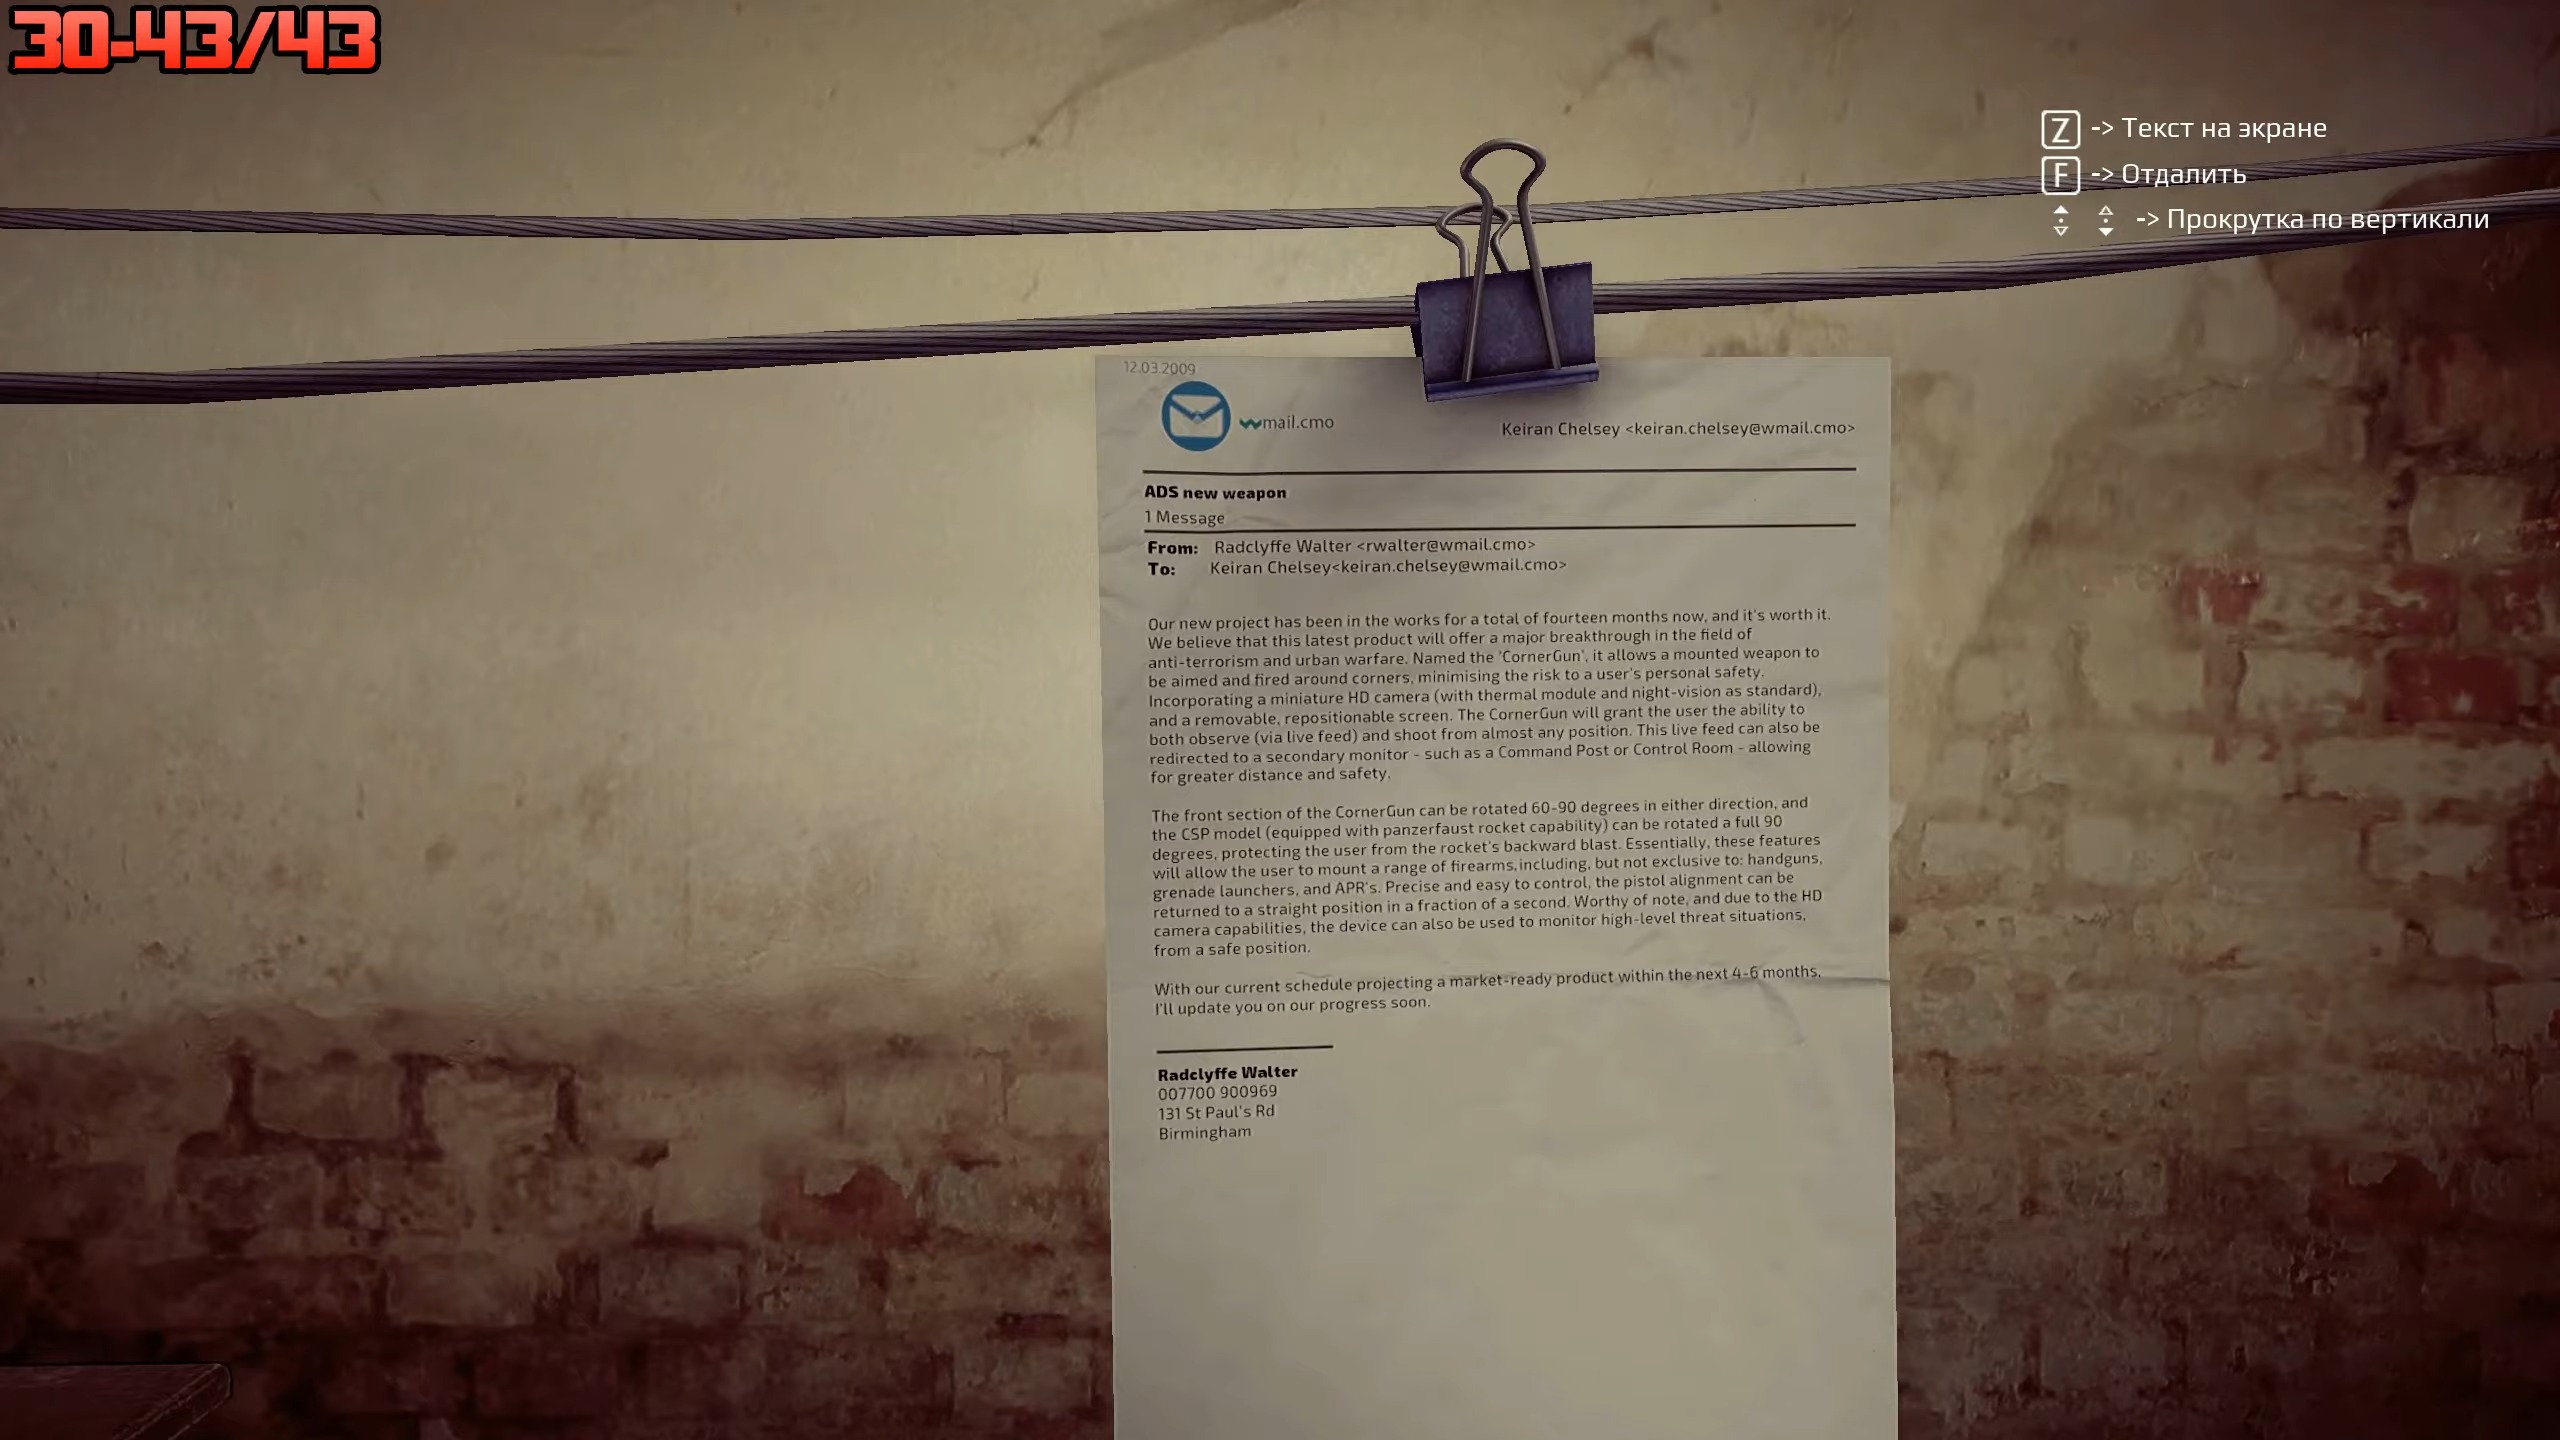 30-43/43
Z -> Текст на экране
F -> Отдалить
-> Прокрутка по вертикали
12.03.2009
wmail.cmo
Keiran Chelsey <keiran.chelsey@wmail.cmo>
ADS new weapon
1 Message
From: Radclyffe Walter <rwalter@wmail.cmo>
To: Keiran Chelsey<keiran.chelsey@wmail.cmo>
Our new project has been in the works for a total of fourteen months now, and it's worth it.
We believe that this latest product will offer a major breakthrough in the field of
anti-terrorism and urban warfare. Named the 'CornerGun', it allows a mounted weapon to
be aimed and fired around corners, minimising the risk to a user's personal safety.
Incorporating a miniature HD camera (with thermal module and night-vision as standard),
and a removable, repositionable screen. The CornerGun will grant the user the ability to
both observe (via live feed) and shoot from almost any position. This live feed can also be
redirected to a secondary monitor - such as a Command Post or Control Room - allowing
for greater distance and safety.
The front section of the CornerGun can be rotated 60-90 degrees in either direction, and
the CSP model (equipped with panzerfaust rocket capability) can be rotated a full 90
degrees, protecting the user from the rocket's backward blast. Essentially, these features
will allow the user to mount a range of firearms,including, but not exclusive to: handguns,
grenade launchers, and APR's. Precise and easy to control, the pistol alignment can be
returned to a straight position in a fraction of a second. Worthy of note, and due to the HD
camera capabilities, the device can also be used to monitor high-level threat situations,
from a safe position.
With our current schedule projecting a market-ready product within the next 4-6 months,
I'll update you on our progress soon.
Radclyffe Walter
007700 900969
131 St Paul's Rd
Birmingham